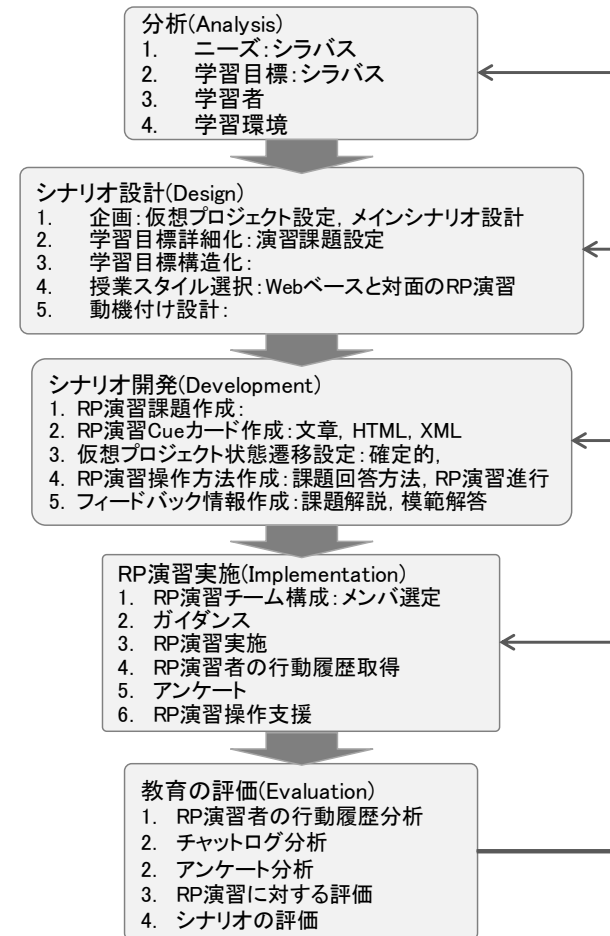 分析(Analysis)
1. ニーズ：シラバス
2. 学習目標：シラバス
3. 学習者
4. 学習環境
シナリオ設計(Design)
1. 企画：仮想プロジェクト設定，メインシナリオ設計
2. 学習目標詳細化：演習課題設定
3. 学習目標構造化：
4. 授業スタイル選択：Webベースと対面のRP演習
5. 動機付け設計：
シナリオ開発(Development)
1. RP演習課題作成：
2. RP演習Cueカード作成：文章，HTML，XML
3. 仮想プロジェクト状態遷移設定：確定的，
4. RP演習操作方法作成：課題回答方法，RP演習進行
5. フィードバック情報作成：課題解説，模範解答
RP演習実施(Implementation)
1. RP演習チーム構成：メンバ選定
2. ガイダンス
3. RP演習実施
4. RP演習者の行動履歴取得
5. アンケート
6. RP演習操作支援
教育の評価(Evaluation)
1. RP演習者の行動履歴分析
2. チャットログ分析
2. アンケート分析
3. RP演習に対する評価
4. シナリオの評価